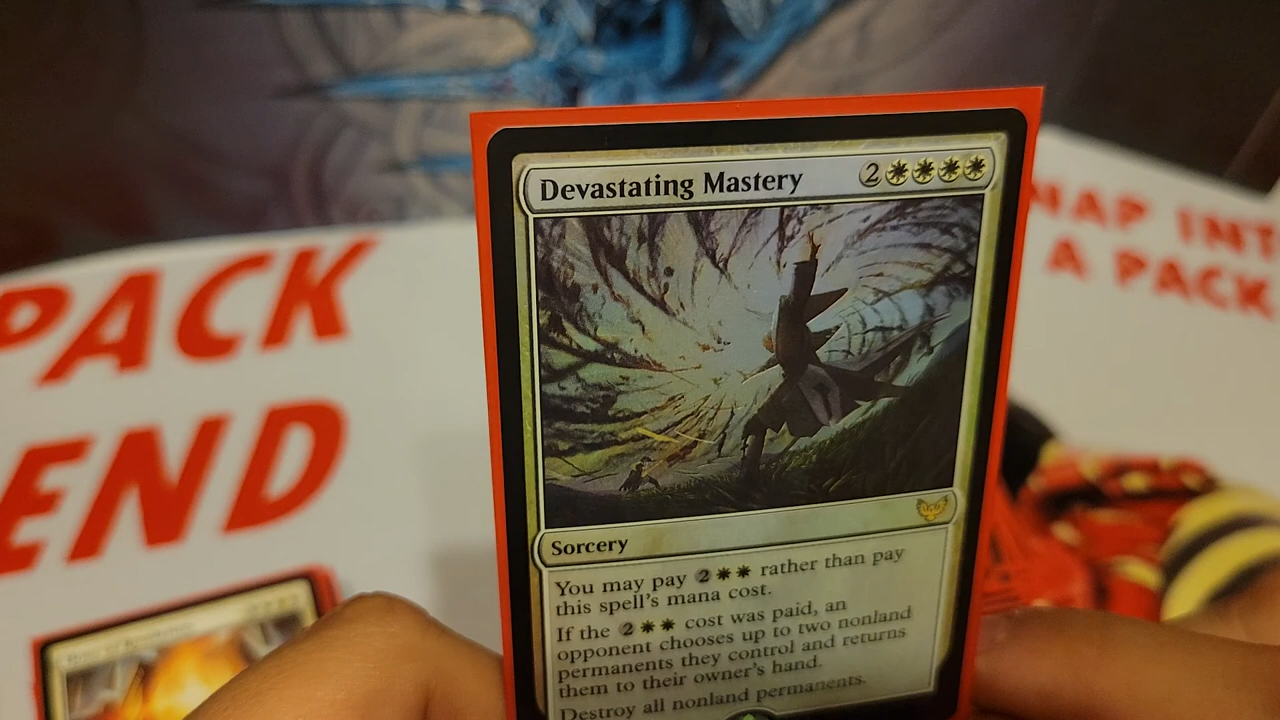 PACK
END
NAP INT
A PACK
Devastating Mastery 2
Sorcery
You may pay 2 rather than pay
this spell's mana cost.
If the 2 cost was paid, an
opponent chooses up to two nonland
permanents they control and returns
them to their owner's hand.
Destroy all nonland permanents.